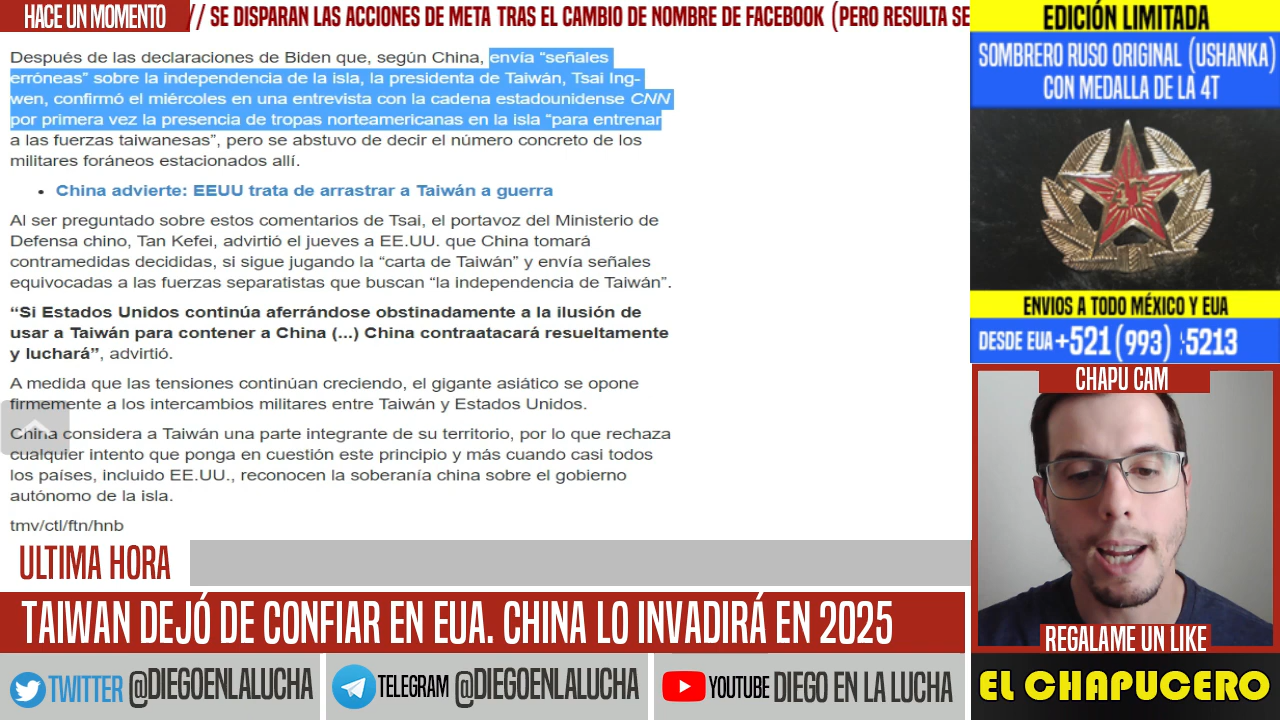 HACE UN MOMENTO
// SE DISPARAN LAS ACCIONES DE META TRAS EL CAMBIO DE NOMBRE DE FACEBOOK (PERO RESULTA SE
Después de las declaraciones de Biden que, según China, envía “señales
erróneas” sobre la independencia de la isla, la presidenta de Taiwán, Tsai Ing-
wen, confirmó el miércoles en una entrevista con la cadena estadounidense CNN
por primera vez la presencia de tropas norteamericanas en la isla “para entrenar
a las fuerzas taiwanesas”, pero se abstuvo de decir el número concreto de los
militares foráneos estacionados allí.
• China advierte: EEUU trata de arrastrar a Taiwán a guerra
Al ser preguntado sobre estos comentarios de Tsai, el portavoz del Ministerio de
Defensa chino, Tan Kefei, advirtió el jueves a EE.UU. que China tomará
contramedidas decididas, si sigue jugando la “carta de Taiwán” y envía señales
equivocadas a las fuerzas separatistas que buscan “la independencia de Taiwán”.
“Si Estados Unidos continúa aferrándose obstinadamente a la ilusión de
usar a Taiwán para contener a China (...) China contraatacará resueltamente
y luchará”, advirtió.
A medida que las tensiones continúan creciendo, el gigante asiático se opone
firmemente a los intercambios militares entre Taiwán y Estados Unidos.
China considera a Taiwán una parte integrante de su territorio, por lo que rechaza
cualquier intento que ponga en cuestión este principio y más cuando casi todos
los países, incluido EE.UU., reconocen la soberanía china sobre el gobierno
autónomo de la isla.
tmv/ctl/ftn/hnb
EDICIÓN LIMITADA
SOMBRERO RUSO ORIGINAL (USHANKA)
CON MEDALLA DE LA 4T
4T
ENVIOS A TODO MÉXICO Y EUA
DESDE EUA +521 (993) :5213
CHAPU CAM
REGALAME UN LIKE
ULTIMA HORA
TAIWAN DEJÓ DE CONFIAR EN EUA. CHINA LO INVADIRÁ EN 2025
TWITTER @DIEGOENLALUCHA
TELEGRAM @DIEGOENLALUCHA
YOUTUBE DIEGO EN LA LUCHA
EL CHAPUCERO